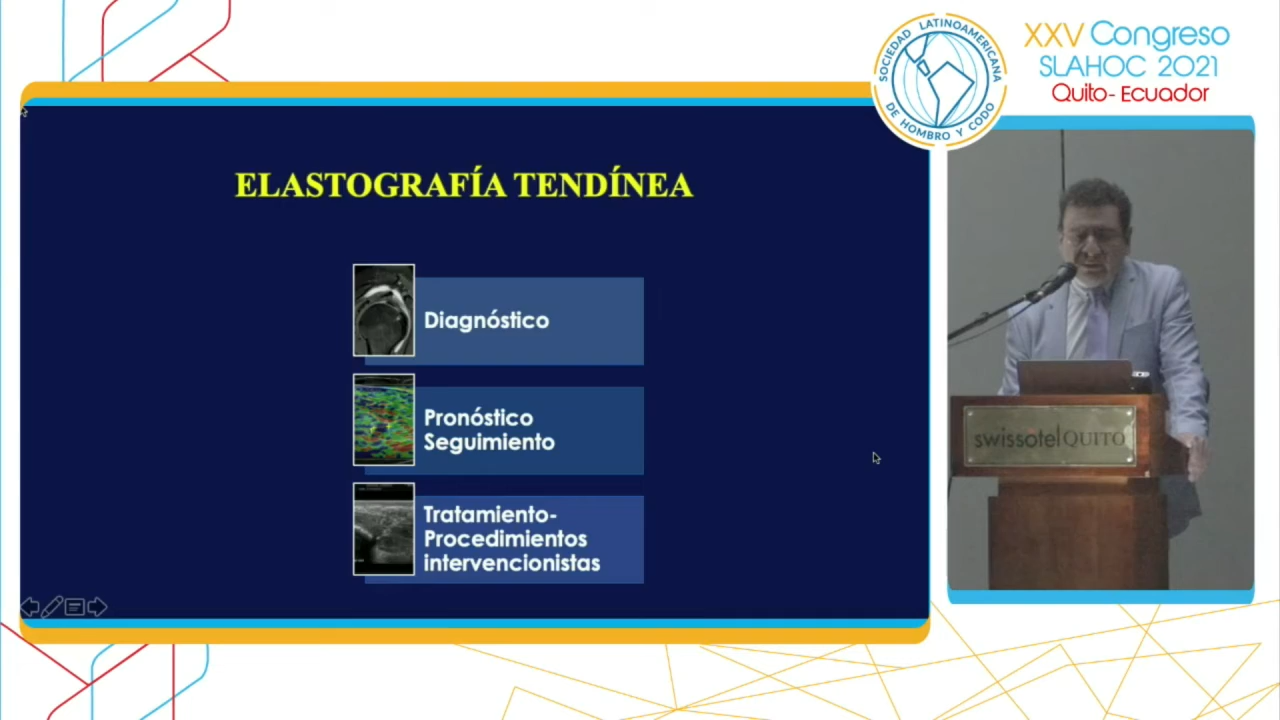 SOCIEDAD LATINOAMERICANA
DE HOMBRO Y CODO
XXV Congreso
SLAHOC 2021
Quito- Ecuador
ELASTOGRAFÍA TENDÍNEA
Diagnóstico
Pronóstico
Seguimiento
Tratamiento-
Procedimientos
intervencionistas
swissotel QUITO